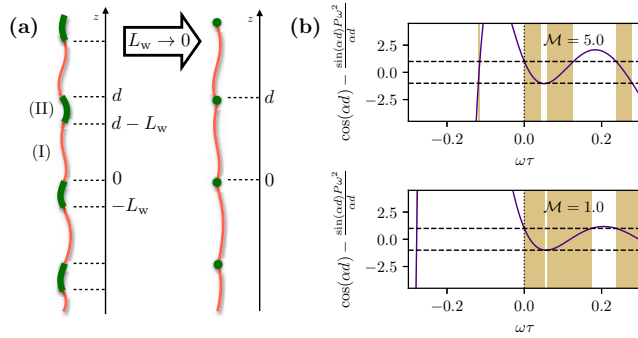 (a)
z
L_w → 0
z
(b)
d
(II)
d − L_w
(I)
0
−L_w
d
0
cos(αd) − sin(αd)Pω²/αd
2.5
0.0
−2.5
M = 5.0
−0.2
0.0
0.2
ωτ
cos(αd) − sin(αd)Pω²/αd
2.5
0.0
−2.5
M = 1.0
−0.2
0.0
0.2
ωτ